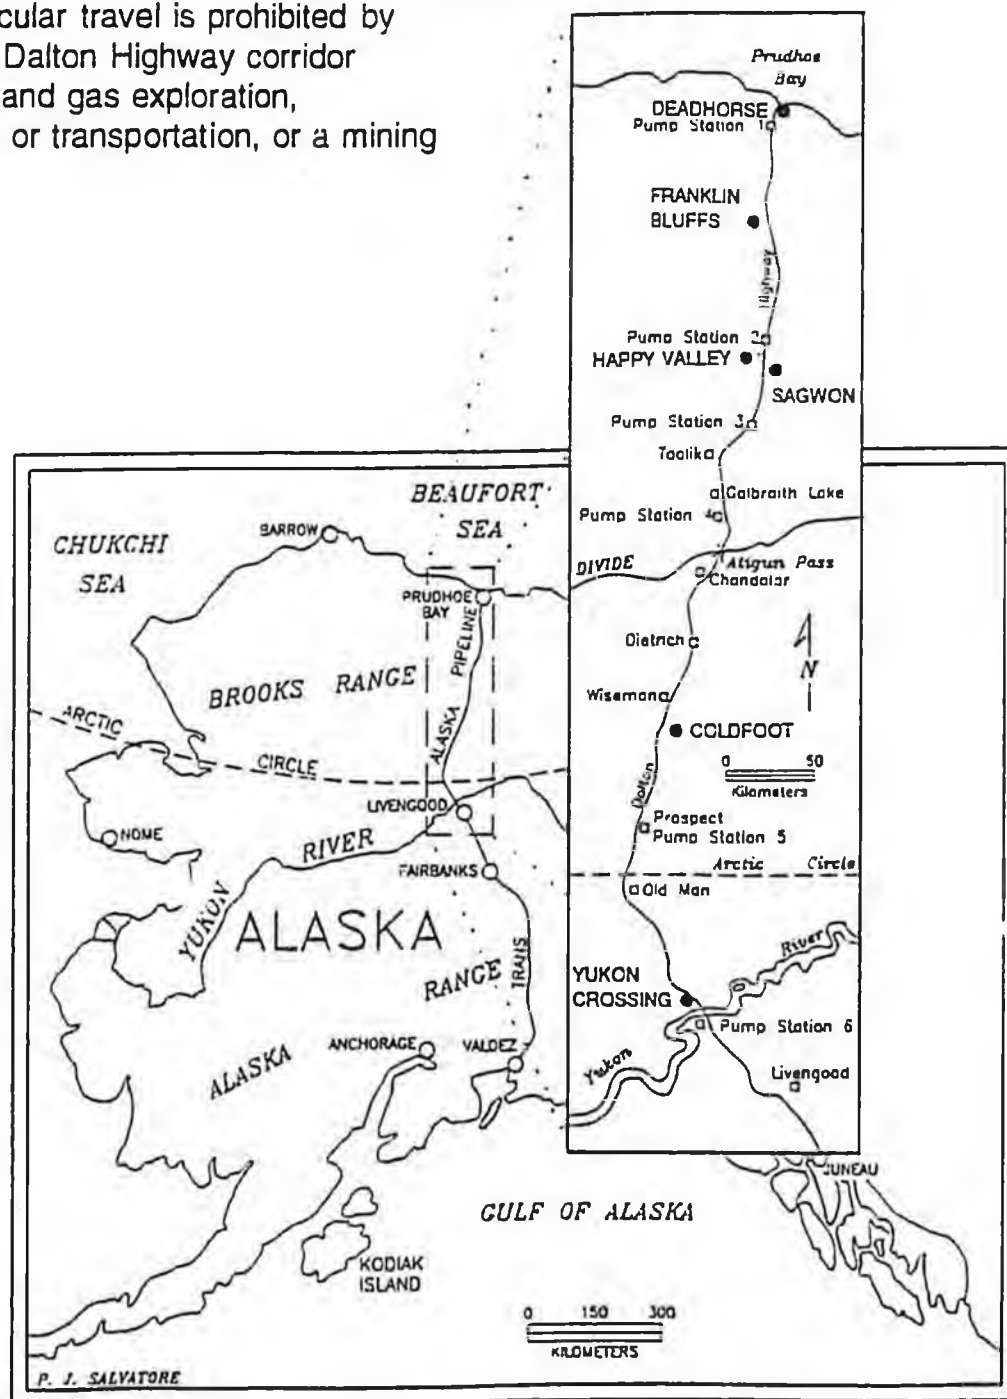 cular travel is prohibited by
Dalton Highway corridor
and gas exploration,
or transportation, or a mining
Prudhoe
Bay
DEADHORSE
Pump Station 1
FRANKLIN
BLUFFS
Highway
Pump Station 2
HAPPY VALLEY
SAGWON
Pump Station 3
Toolik
Galbraith Lake
Pump Station 4
DIVIDE
Atigun Pass
Chandalar
Dietrich
N
Wiseman
COLDFOOT
0 50
Kilometers
Dalton
Prospect
Pump Station 5
Arctic Circle
Old Man
YUKON
CROSSING
River
Pump Station 6
Yukon
Livengood
BEAUFORT
SEA
CHUKCHI
SEA
BARROW
PRUDHOE
BAY
BROOKS RANGE
ALASKA PIPELINE
ARCTIC
CIRCLE
LIVENGOOD
NOME
YUKON RIVER
FAIRBANKS
ALASKA
TRANS
ALASKA RANGE
ANCHORAGE
VALDEZ
JUNEAU
GULF OF ALASKA
KODIAK
ISLAND
0 150 300
KILOMETERS
P. J. SALVATORE